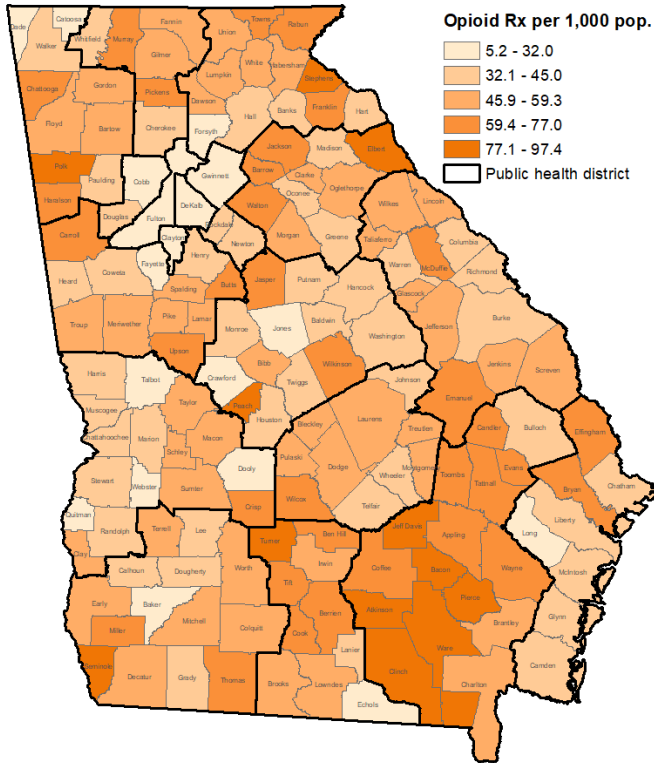 Opioid Rx per 1,000 pop.
5.2 - 32.0
32.1 - 45.0
45.9 - 59.3
59.4 - 77.0
77.1 - 97.4
Public health district
Dade
Catoosa
Walker
Whitfield
Murray
Fannin
Gilmer
Union
Towns
Rabun
White
Habersham
Lumpkin
Stephens
Chattooga
Gordon
Pickens
Dawson
Hall
Banks
Franklin
Hart
Floyd
Bartow
Cherokee
Forsyth
Jackson
Madison
Elbert
Polk
Paulding
Cobb
Gwinnett
Barrow
Clarke
Oconee
Oglethorpe
Haralson
Douglas
Fulton
DeKalb
Rockdale
Walton
Wilkes
Lincoln
Carroll
Clayton
Newton
Morgan
Greene
Taliaferro
Columbia
Fayette
Henry
Heard
Coweta
Spalding
Butts
Jasper
Putnam
Hancock
Warren
McDuffie
Richmond
Glascock
Troup
Meriwether
Pike
Lamar
Monroe
Jones
Baldwin
Washington
Jefferson
Burke
Upson
Bibb
Wilkinson
Harris
Talbot
Crawford
Twiggs
Johnson
Jenkins
Screven
Muscogee
Taylor
Peach
Houston
Laurens
Emanuel
Chattahoochee
Marion
Macon
Bleckley
Treutlen
Candler
Bulloch
Effingham
Schley
Pulaski
Dodge
Montgomery
Toombs
Evans
Stewart
Webster
Sumter
Dooly
Wheeler
Tattnall
Bryan
Chatham
Quitman
Randolph
Crisp
Wilcox
Telfair
Long
Liberty
Terrell
Lee
Turner
Ben Hill
Jeff Davis
Appling
Clay
Calhoun
Dougherty
Worth
Irwin
Coffee
Bacon
Wayne
McIntosh
Early
Baker
Tift
Pierce
Miller
Mitchell
Colquit
Cook
Berrien
Atkinson
Brantley
Glynn
Seminole
Decatur
Grady
Thomas
Brooks
Lanier
Lowndes
Clinch
Ware
Charlton
Camden
Echols